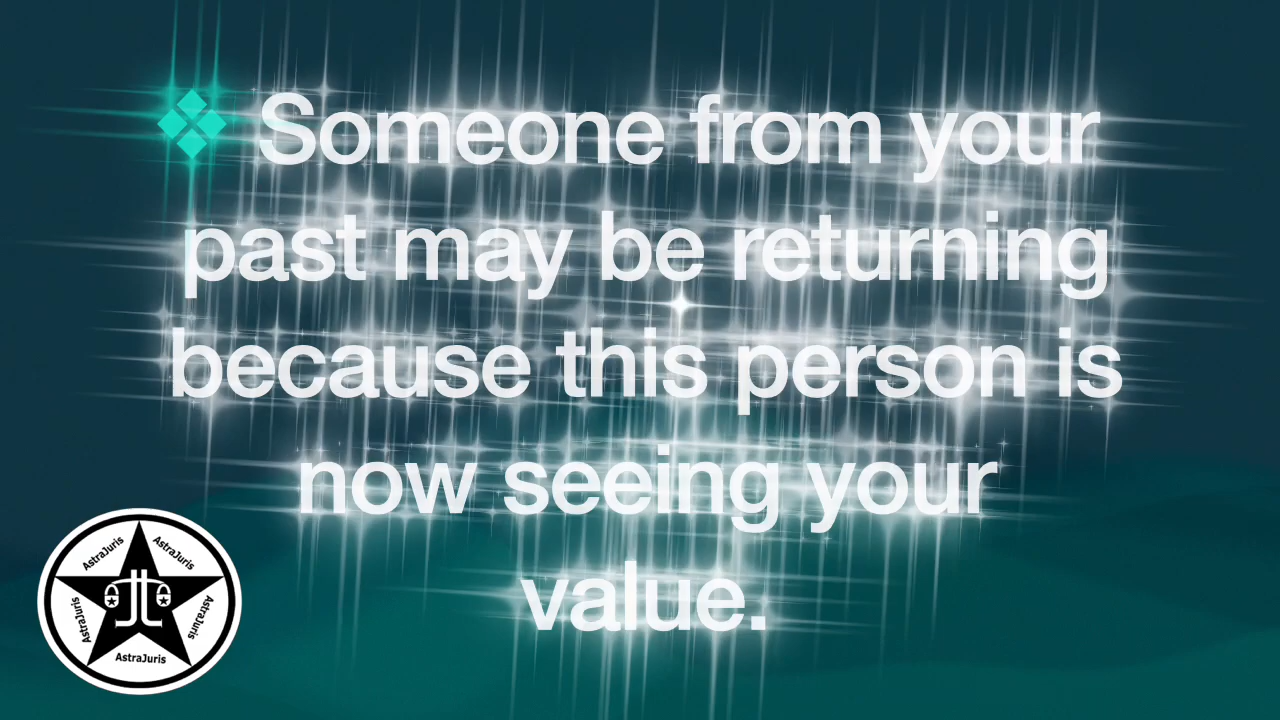 ❖ Someone from your
past may be returning
because this person is
now seeing your
value.
AstraJuris
AstraJuris
AstraJuris
AstraJuris
AstraJuris